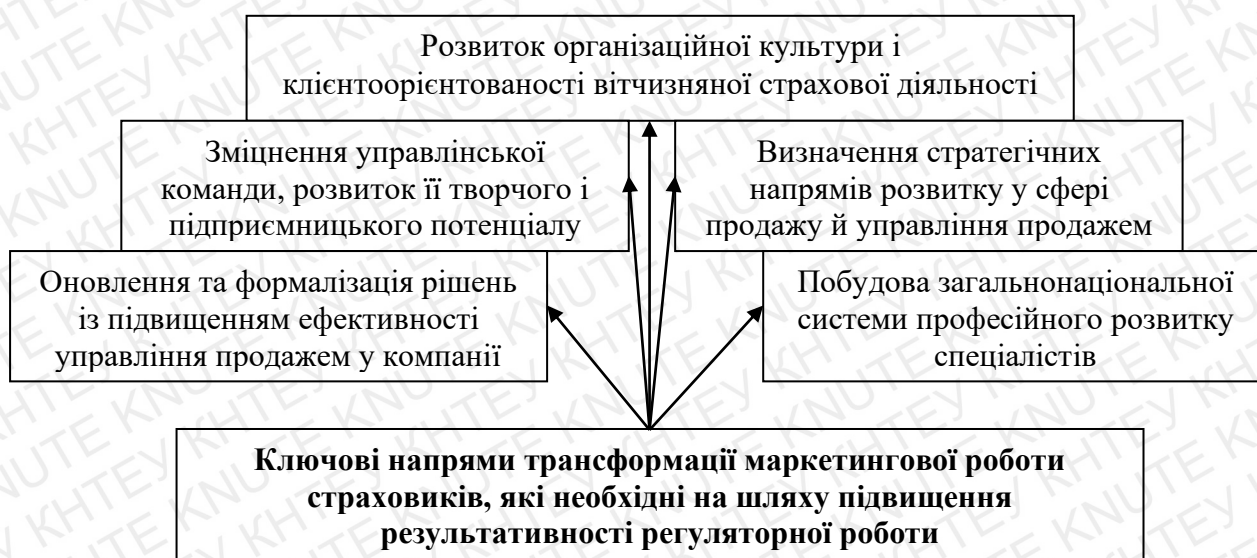 Розвиток організаційної культури і
клієнтоорієнтованості вітчизняної страхової діяльності
Зміцнення управлінської
команди, розвиток її творчого і
підприємницького потенціалу
Визначення стратегічних
напрямів розвитку у сфері
продажу й управління продажем
Оновлення та формалізація рішень
із підвищенням ефективності
управління продажем у компанії
Побудова загальнонаціональної
системи професійного розвитку
спеціалістів
Ключові напрями трансформації маркетингової роботи
страховиків, які необхідні на шляху підвищення
результативності регуляторної роботи